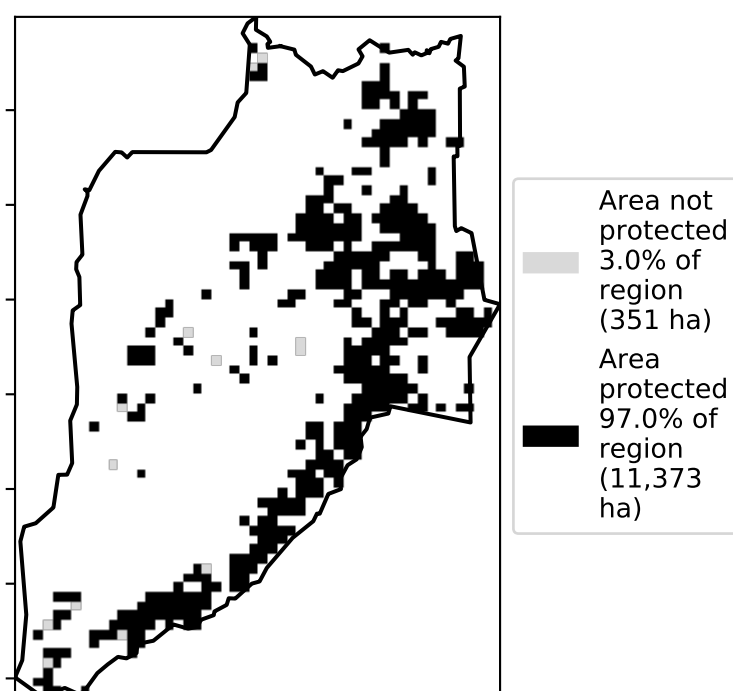 Area not
protected
3.0% of
region
(351 ha)
Area
protected
97.0% of
region
(11,373
ha)